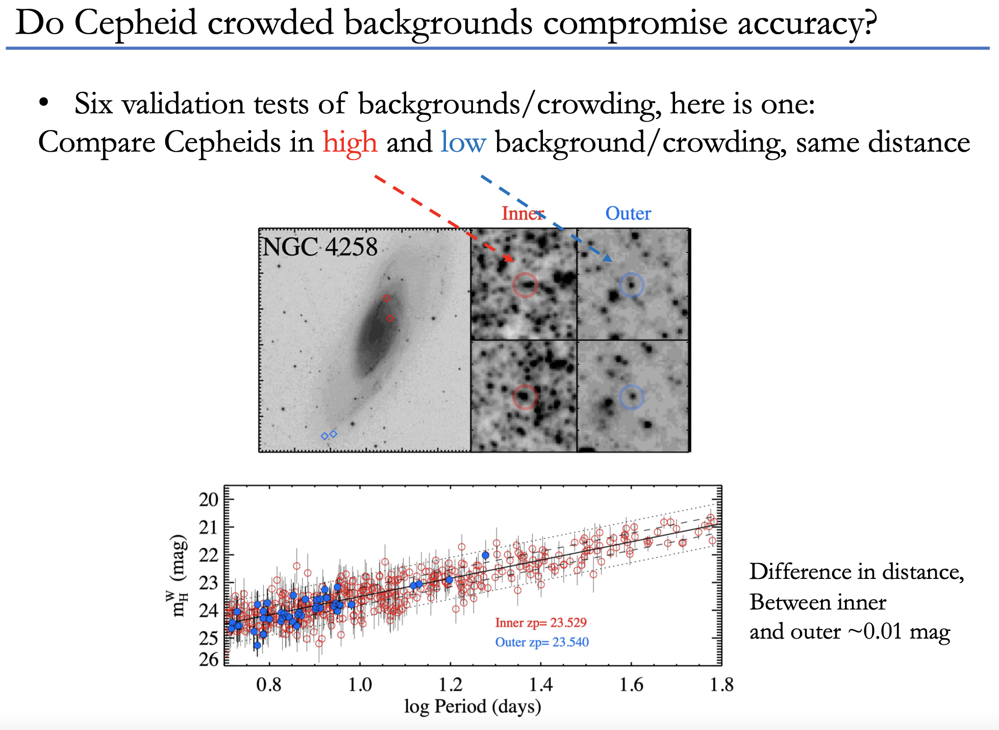 Do Cepheid crowded backgrounds compromise accuracy?
• Six validation tests of backgrounds/crowding, here is one:
Compare Cepheids in high and low background/crowding, same distance
Inner
Outer
NGC 4258
20
21
22
23
24
25
26
m_H^W (mag)
Inner zp= 23.529
Outer zp= 23.540
0.8 1.0 1.2 1.4 1.6 1.8
log Period (days)
Difference in distance,
Between inner
and outer ~0.01 mag